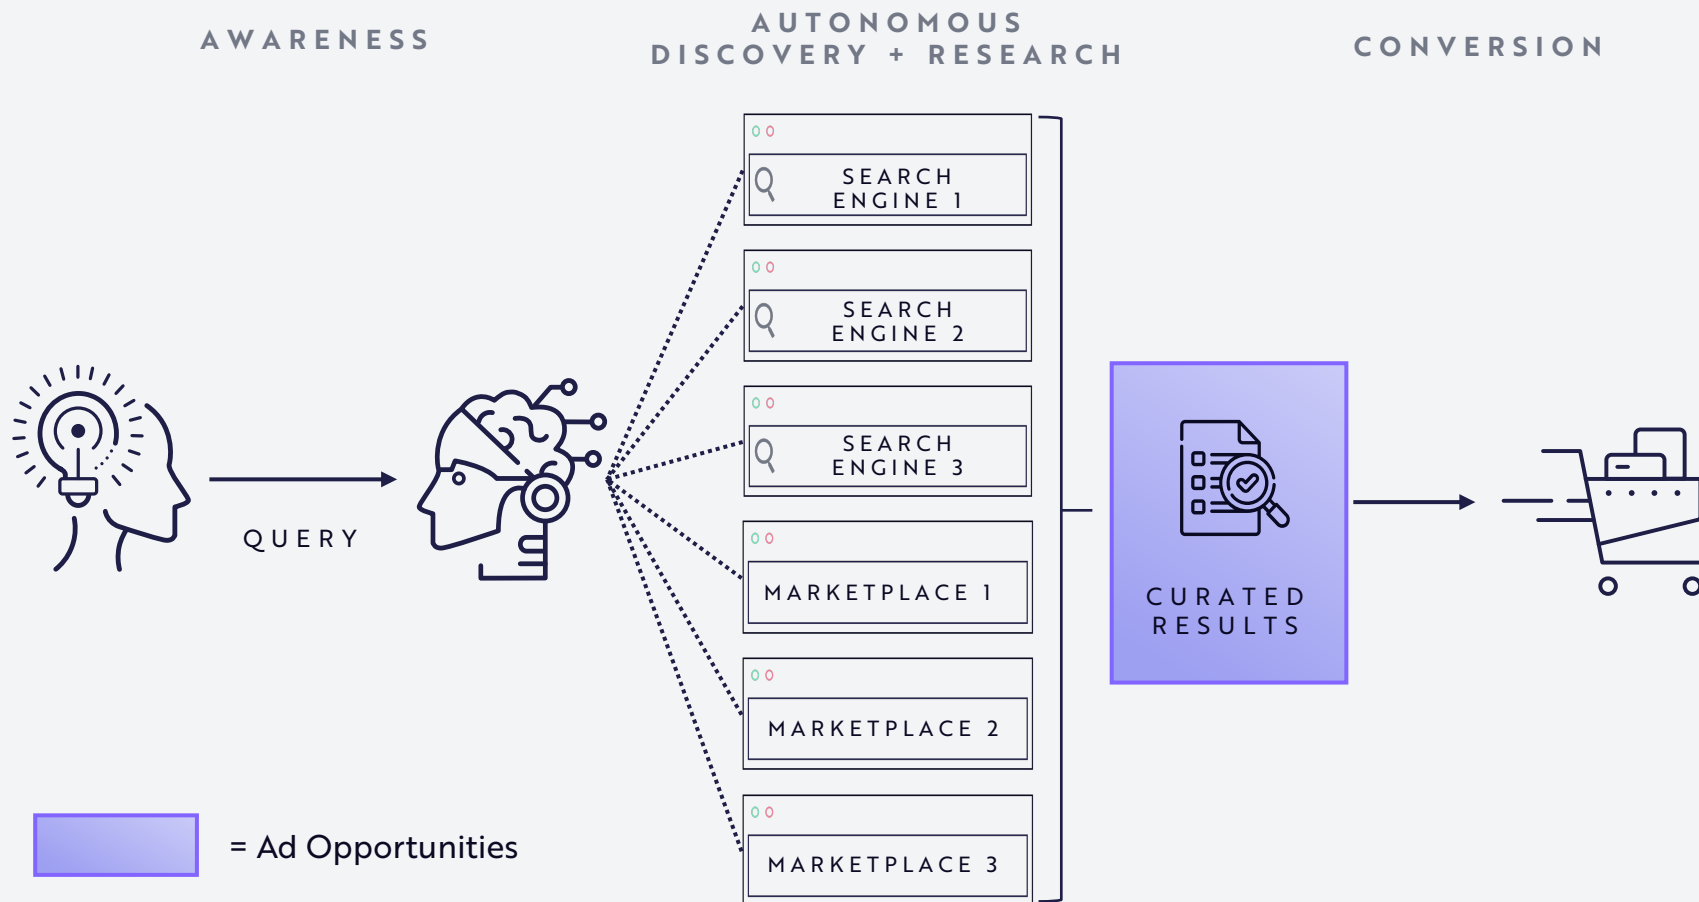 AWARENESS
AUTONOMOUS
DISCOVERY + RESEARCH
CONVERSION
SEARCH
ENGINE 1
SEARCH
ENGINE 2
SEARCH
ENGINE 3
MARKETPLACE 1
MARKETPLACE 2
MARKETPLACE 3
QUERY
CURATED
RESULTS
= Ad Opportunities